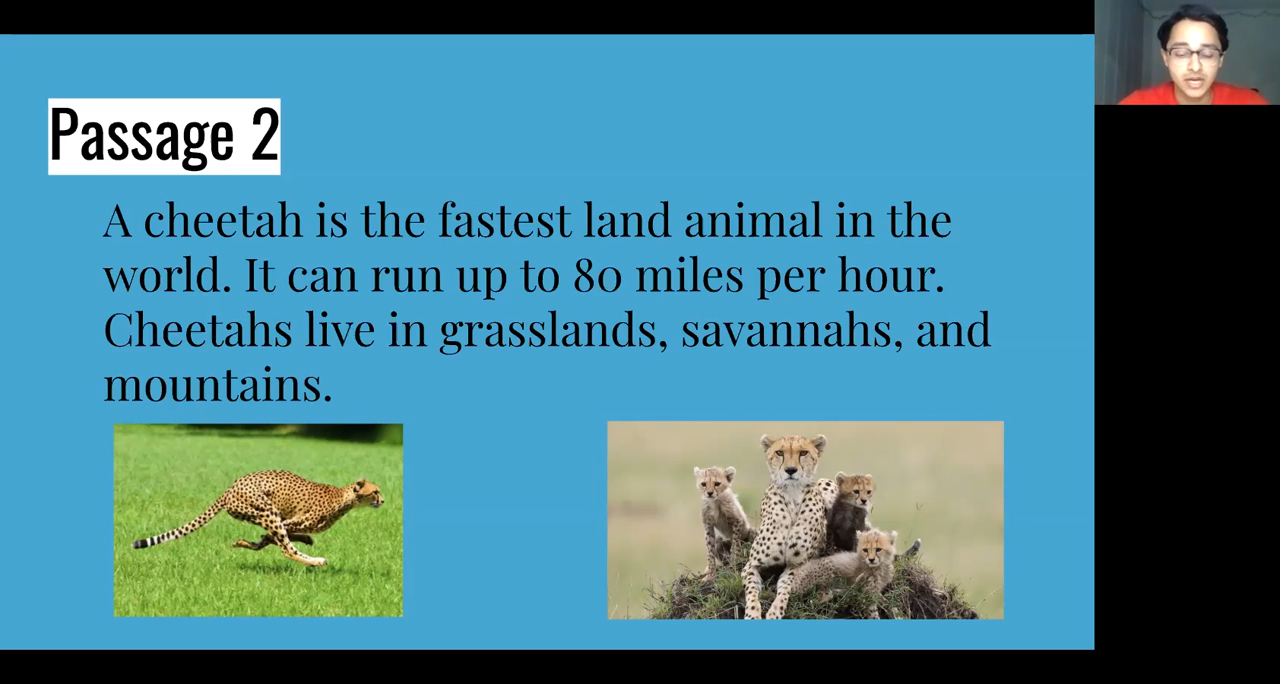 Passage 2
A cheetah is the fastest land animal in the
world. It can run up to 80 miles per hour.
Cheetahs live in grasslands, savannahs, and
mountains.